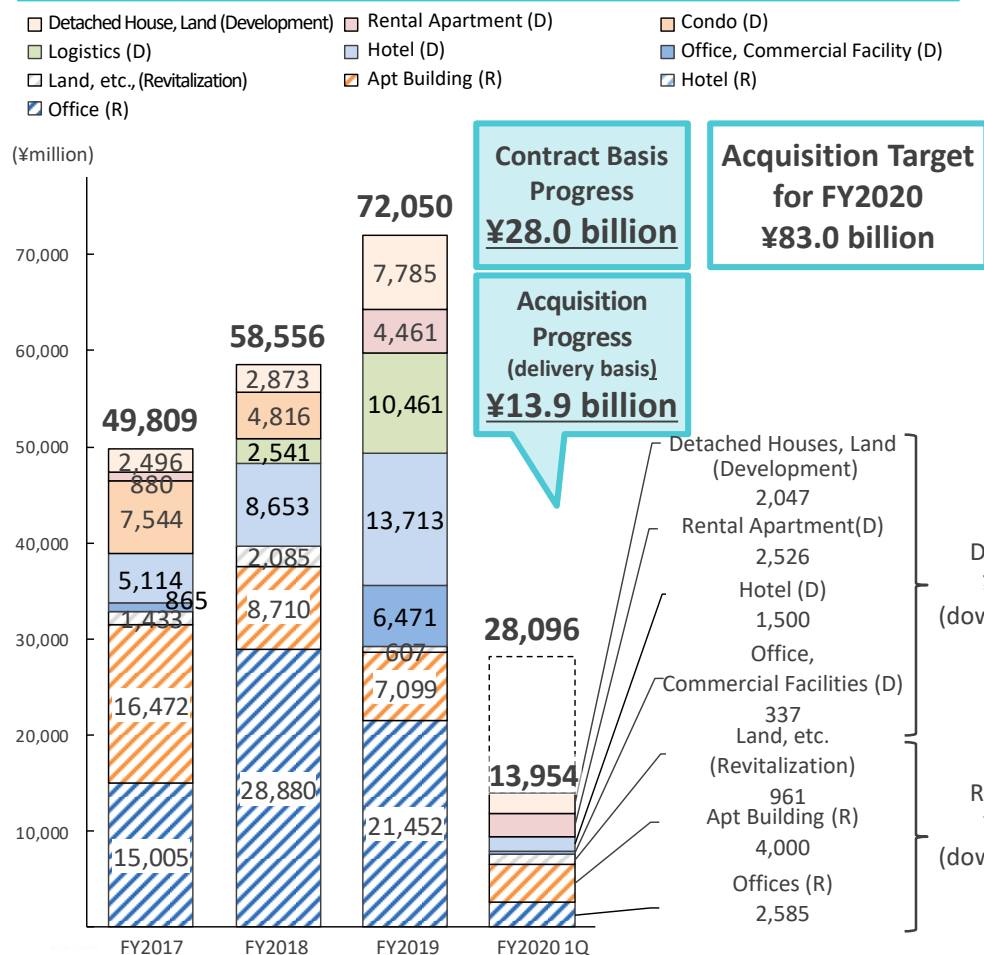 Detached House, Land (Development)
Rental Apartment (D)
Condo (D)
Logistics (D)
Hotel (D)
Office, Commercial Facility (D)
Land, etc., (Revitalization)
Apt Building (R)
Hotel (R)
Office (R)
(¥million)
Contract Basis
Progress
¥28.0 billion
Acquisition Target
for FY2020
¥83.0 billion
Acquisition
Progress
(delivery basis)
¥13.9 billion
70,000
60,000
50,000
40,000
30,000
20,000
10,000
49,809
2,496
880
7,544
5,114
865
1,433
16,472
15,005
FY2017
58,556
2,873
4,816
2,541
8,653
2,085
8,710
28,880
FY2018
72,050
7,785
4,461
10,461
13,713
6,471
607
7,099
21,452
FY2019
28,096
13,954
FY2020 1Q
Detached Houses, Land
(Development)
2,047
Rental Apartment(D)
2,526
Hotel (D)
1,500
Office,
Commercial Facilities (D)
337
Land, etc.
(Revitalization)
961
Apt Building (R)
4,000
Offices (R)
2,585
D
(dow
R
(dow